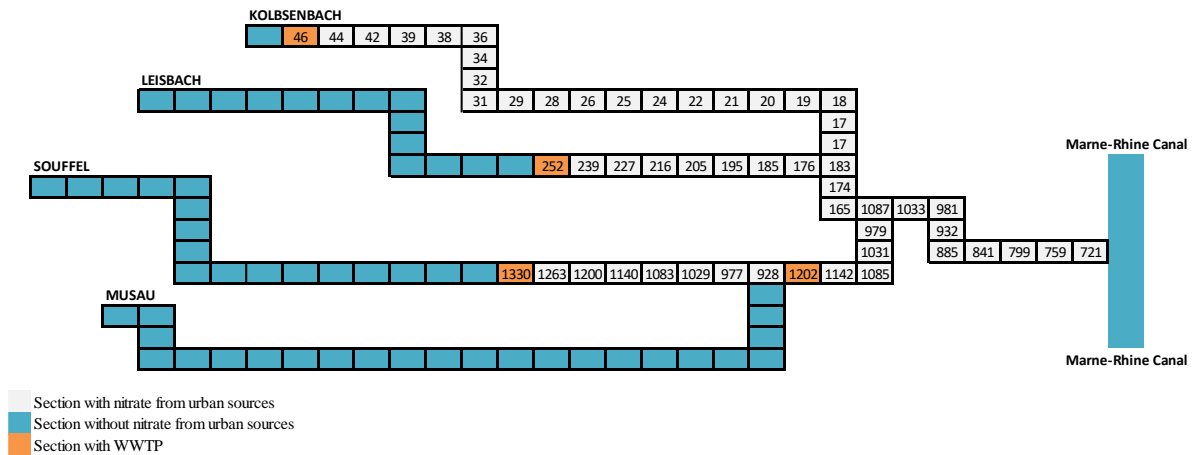 KOLBSENBACH
46 44 42 39 38 36
34
LEISBACH
32
31 29 28 26 25 24 22 21 20 19 18
17
17
Marne-Rhine Canal
SOUFFEL
252 239 227 216 205 195 185 176 183
174
165 1087 1033 981
979 932
1031 885 841 799 759 721
1330 1263 1200 1140 1083 1029 977 928 1202 1142 1085
MUSAU
Marne-Rhine Canal
Section with nitrate from urban sources
Section without nitrate from urban sources
Section with WWTP